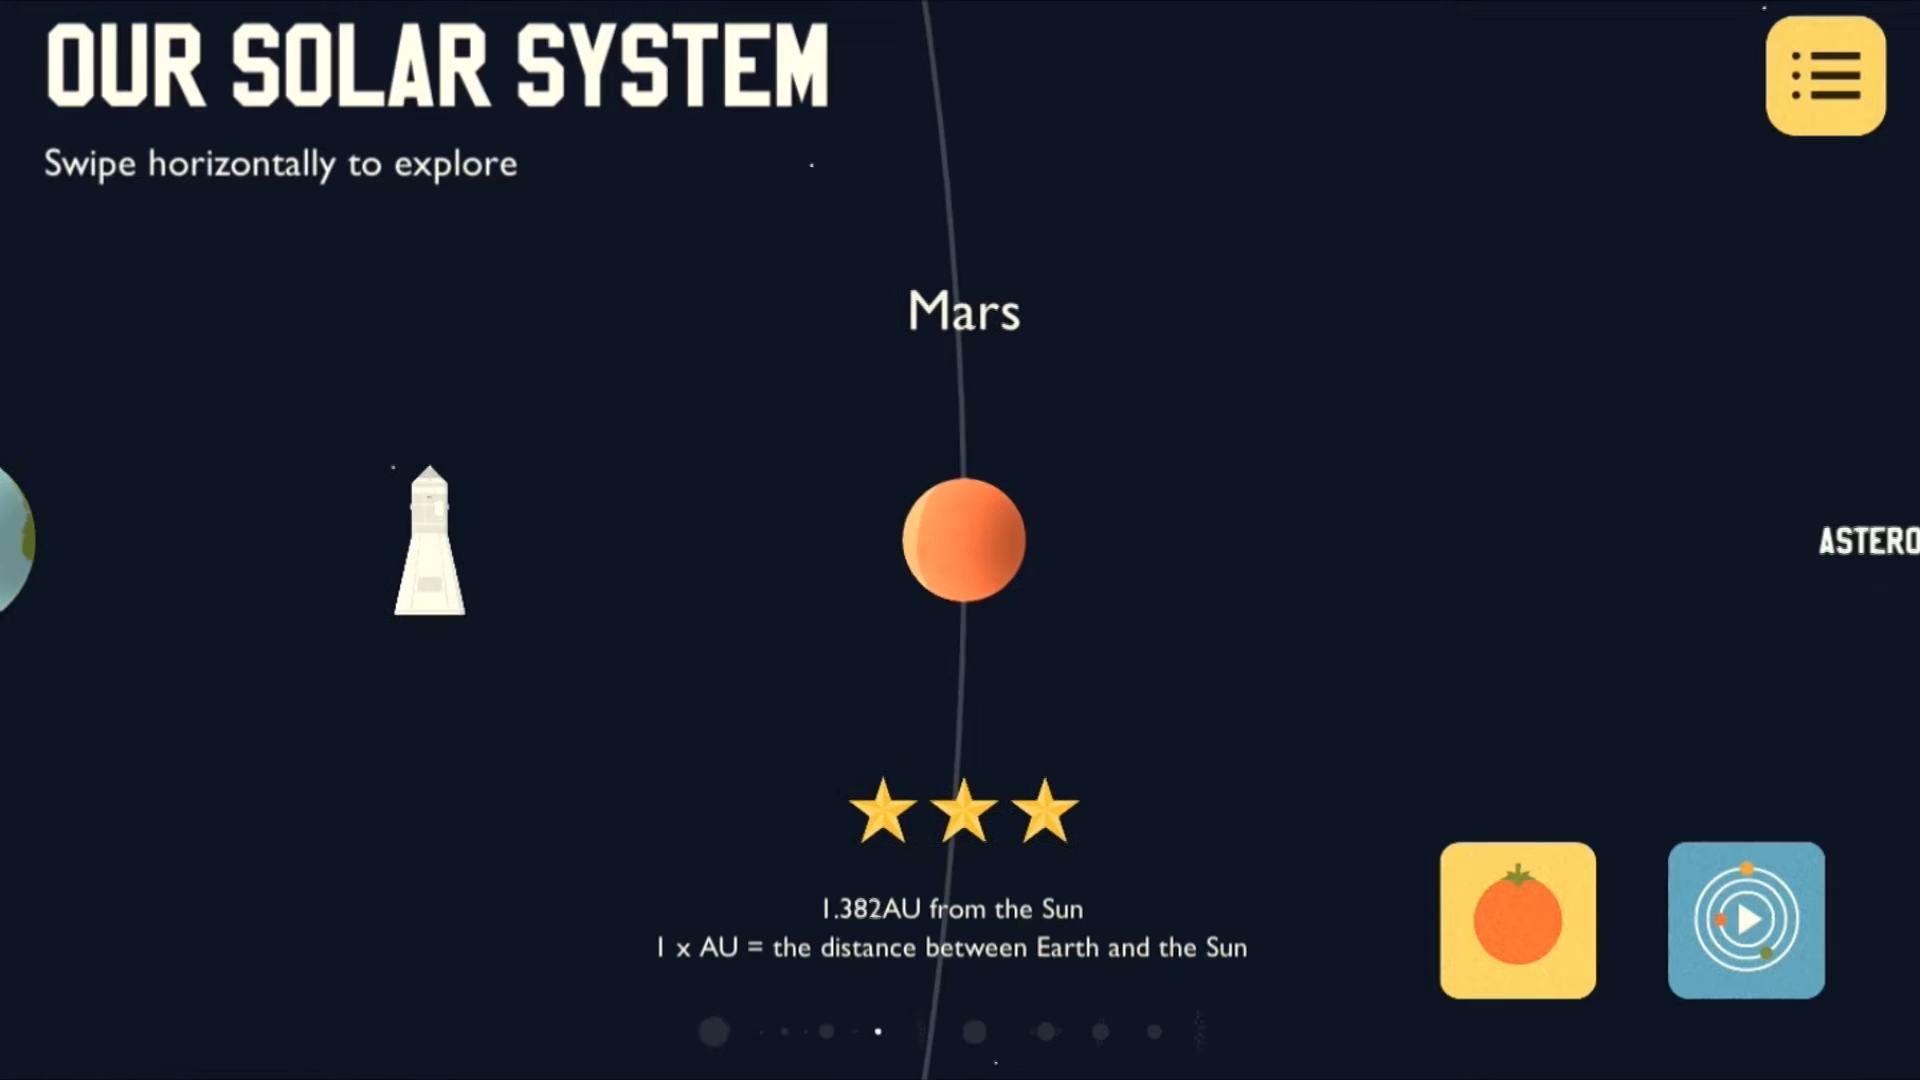 OUR SOLAR SYSTEM
Swipe horizontally to explore
Mars
ASTERO
1.382AU from the Sun
1 x AU = the distance between Earth and the Sun